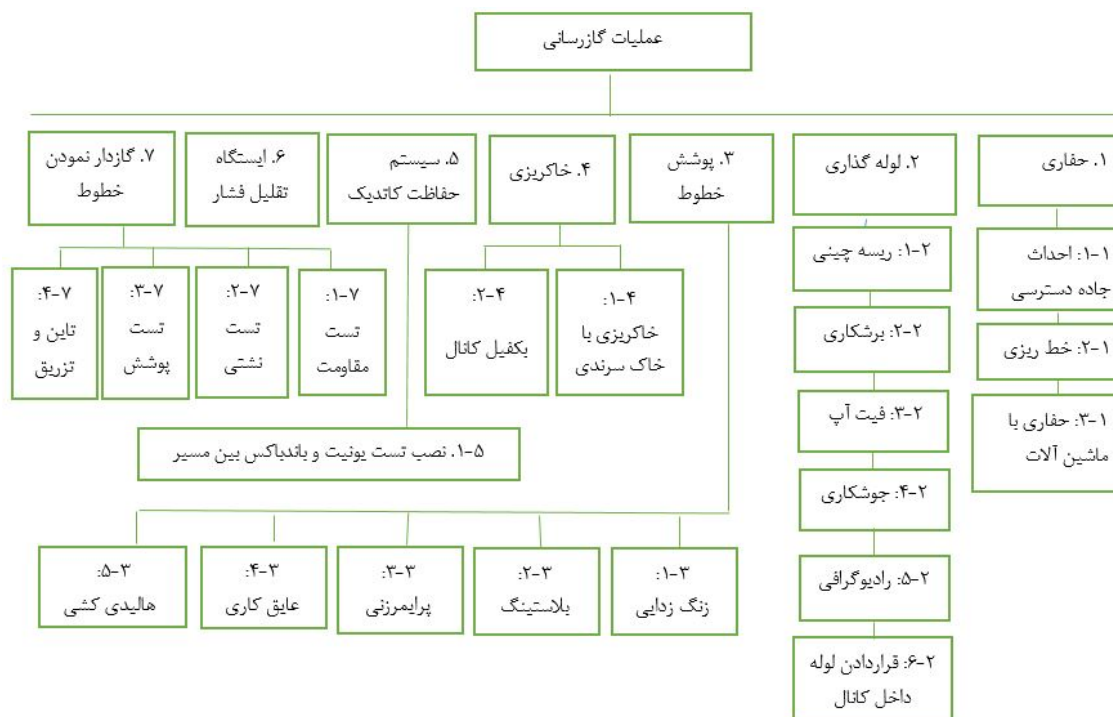 عملیات گازرسانی
۱. حفاری
۱-۱: احداث
جاده دسترسی
۲-۱: خط ریزی
۳-۱: حفاری با
ماشین آلات
۲. لوله گذاری
۱-۲: ریسه چینی
۲-۲: برشکاری
۳-۲: فیت آپ
۴-۲: جوشکاری
۵-۲: رادیوگرافی
۶-۲: قراردادن لوله
داخل کانال
۳. پوشش
خطوط
۱-۳:
زنگ زدایی
۲-۳:
بلاستینگ
۳-۳:
پرایمرزنی
۴-۳:
عایق کاری
۵-۳:
هالیدی کشی
۴. خاکریزی
۱-۴:
خاکریزی با
خاک سرندی
۲-۴:
بکفیل کانال
۵. سیستم
حفاظت کاتدیک
۱-۵. نصب تست یونیت و باندباکس بین مسیر
۶. ایستگاه
تقلیل فشار
۷. گازدار نمودن
خطوط
۱-۷:
تست
مقاومت
۲-۷:
تست
نشتی
۳-۷:
تست
پوشش
۴-۷:
تاین و
تزریق